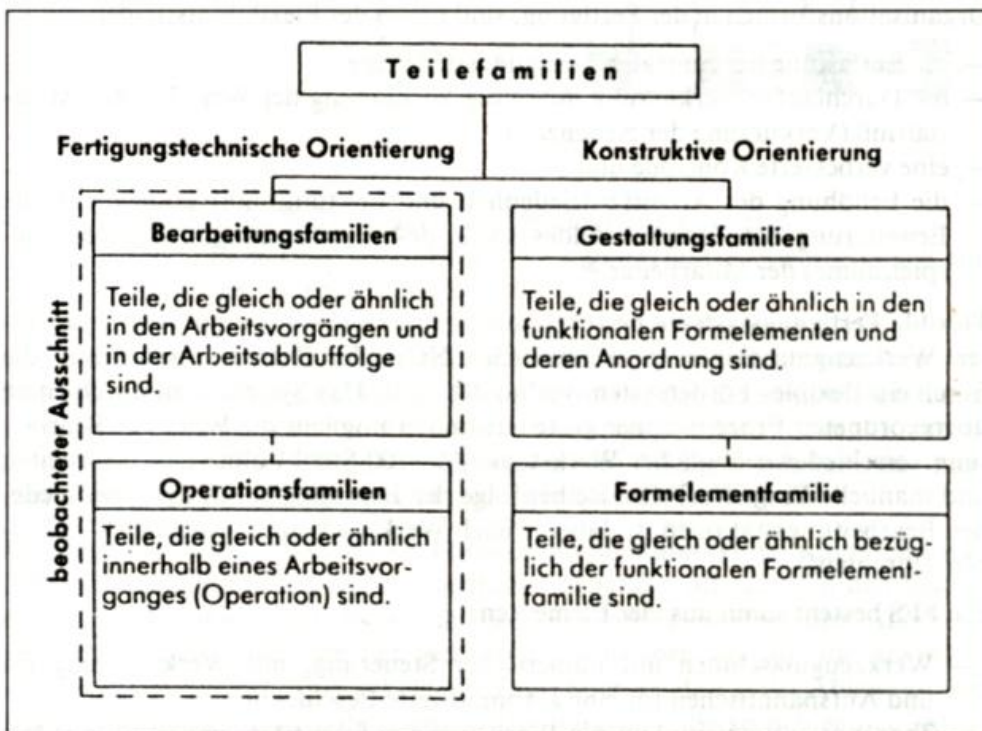 Teilefamilien
Fertigungstechnische Orientierung
Konstruktive Orientierung
beobachteter Ausschnitt
Bearbeitungsfamilien
Teile, die gleich oder ähnlich
in den Arbeitsvorgängen und
in der Arbeitsablauffolge
sind.
Operationsfamilien
Teile, die gleich oder ähnlich
innerhalb eines Arbeitsvor-
ganges (Operation) sind.
Gestaltungsfamilien
Teile, die gleich oder ähnlich in den
funktionalen Formelementen und
deren Anordnung sind.
Formelementfamilie
Teile, die gleich oder ähnlich bezüg-
lich der funktionalen Formelement-
familie sind.